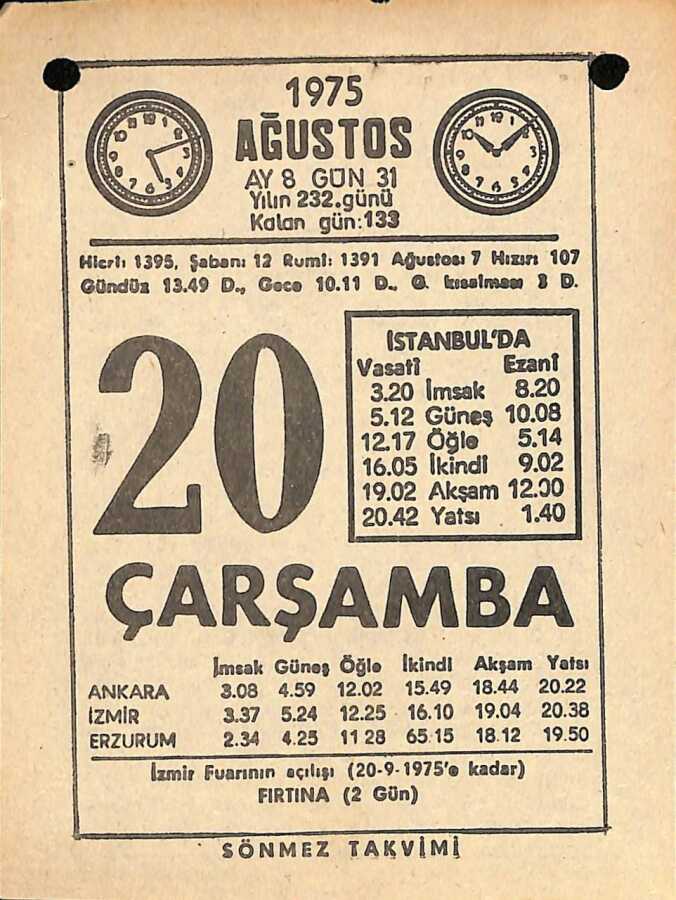 1975
AĞUSTOS
AY 8 GÜN 31
Yılın 232.günü
Kalan gün:133
Hicri: 1395, Şaban: 12 Rumi: 1391 Ağustos: 7 Hızır: 107
Gündüz 13.49 D., Gece 10.11 D., G. kısalması 3 D.
20
İSTANBUL'DA
Vasatî Ezanî
3.20 İmsak 8.20
5.12 Güneş 10.08
12.17 Öğle 5.14
16.05 İkindi 9.02
19.02 Akşam 12.00
20.42 Yatsı 1.40
ÇARŞAMBA
İmsak Güneş Öğle İkindi Akşam Yatsı
ANKARA 3.08 4.59 12.02 15.49 18.44 20.22
İZMİR 3.37 5.24 12.25 16.10 19.04 20.38
ERZURUM 2.34 4.25 11 28 65 15 18.12 19.50
İzmir Fuarının açılışı (20-9-1975'e kadar)
FIRTINA (2 Gün)
SÖNMEZ TAKVİMİ